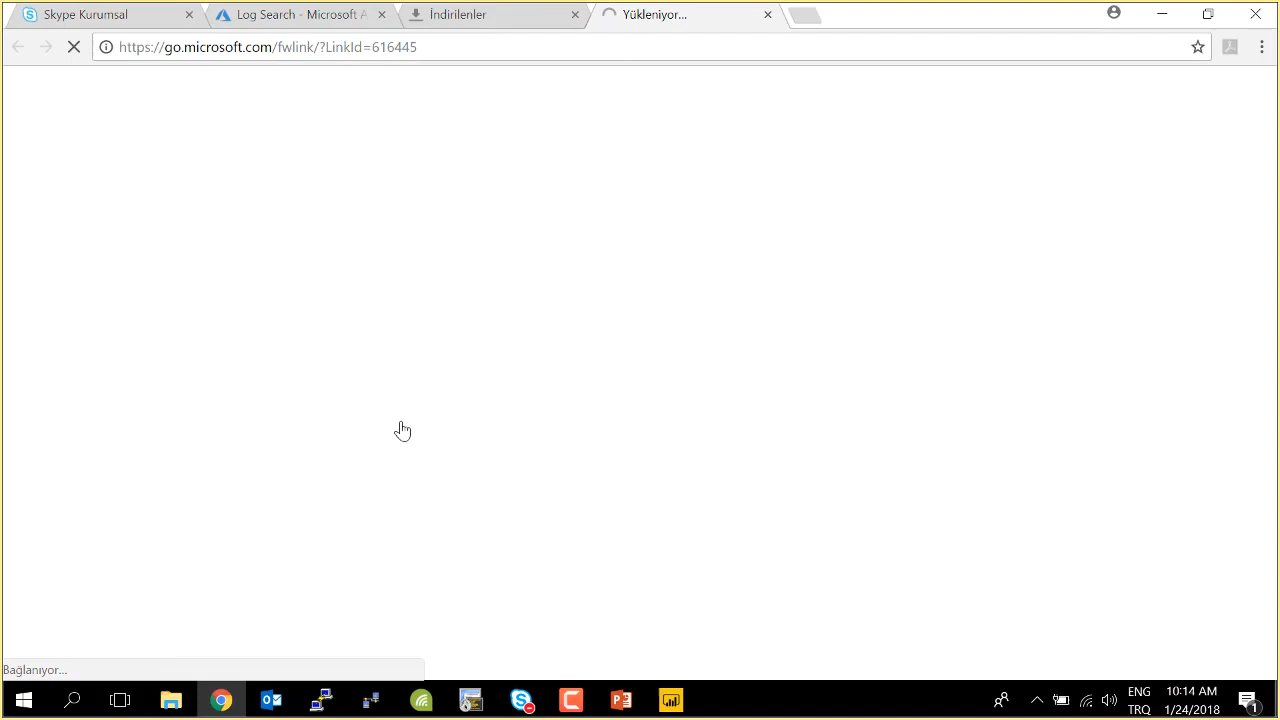 Skype Kurumsal
Log Search - Microsoft A
İndirilenler
Yükleniyor...
https://go.microsoft.com/fwlink/?LinkId=616445
Bağlanıyor...
ENG
TRQ
10:14 AM
1/24/2018
1